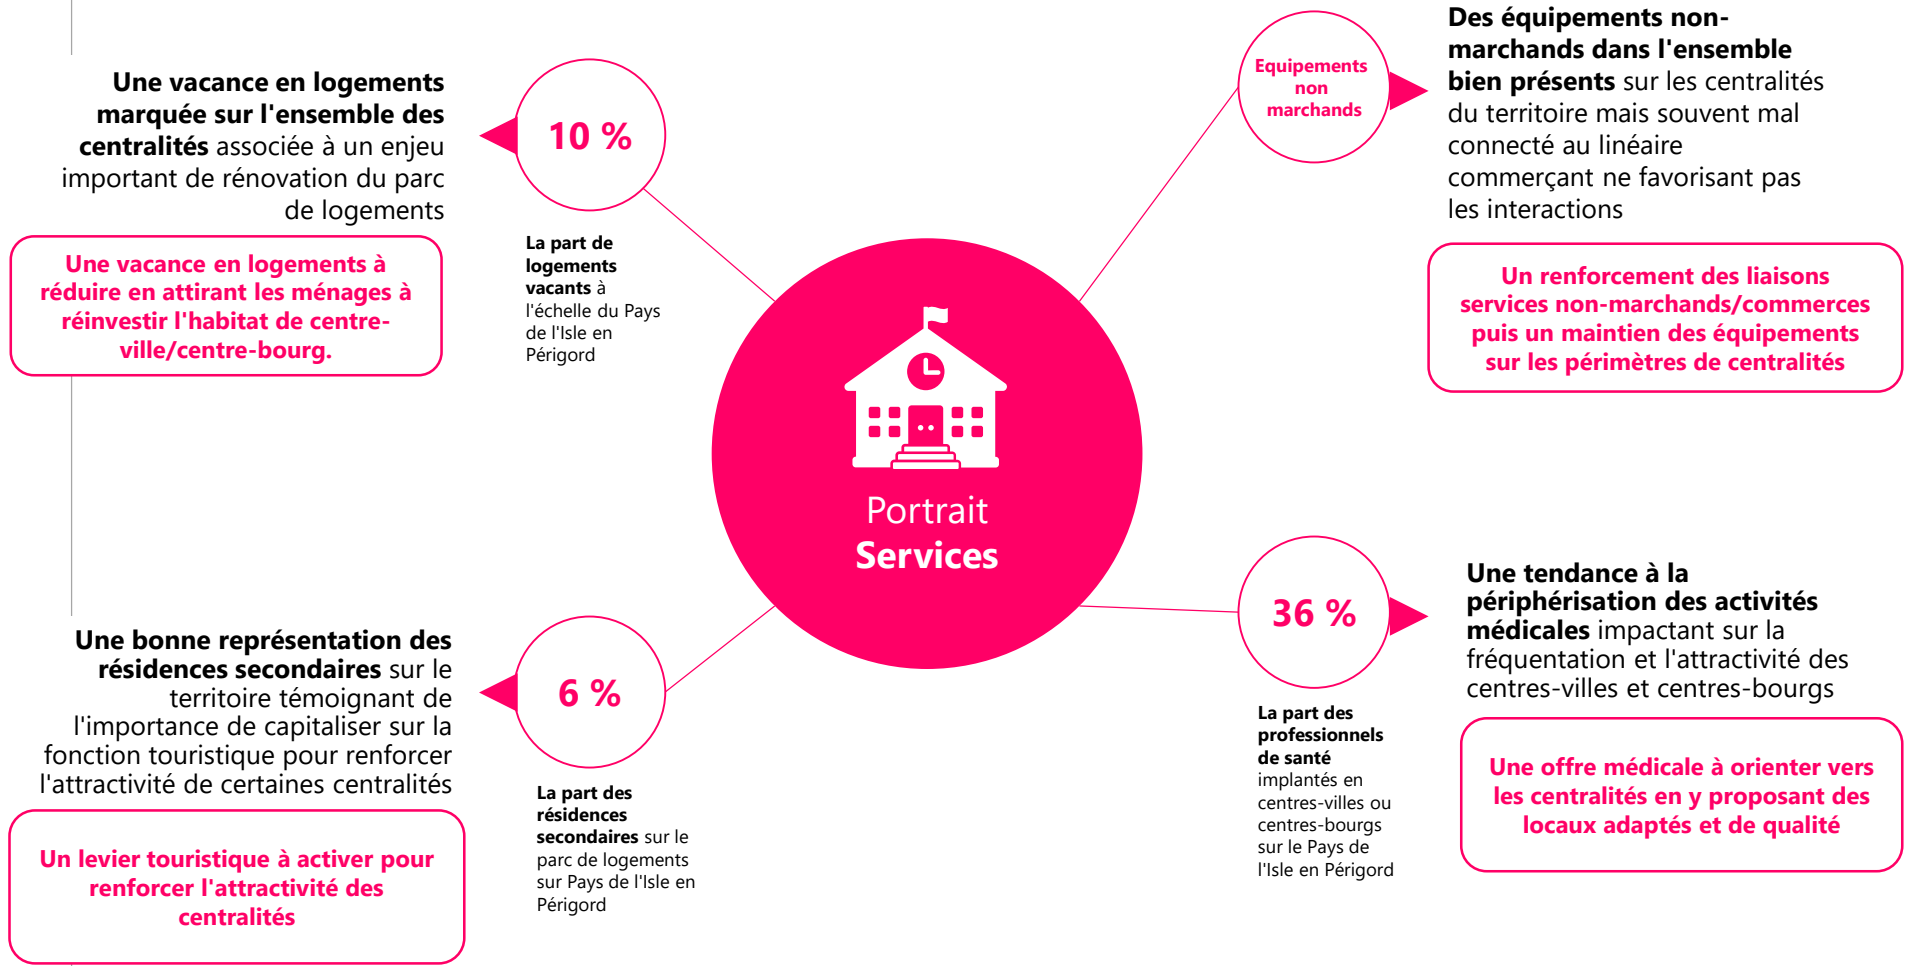 Une vacance en logements
marquée sur l'ensemble des
centralités associée à un enjeu
important de rénovation du parc
de logements
Une vacance en logements à
réduire en attirant les ménages à
réinvestir l'habitat de centre-
ville/centre-bourg.
10 %
La part de
logements
vacants à
l'échelle du Pays
de l'Isle en
Périgord
Equipements
non
marchands
Des équipements non-
marchands dans l'ensemble
bien présents sur les centralités
du territoire mais souvent mal
connecté au linéaire
commerçant ne favorisant pas
les interactions
Un renforcement des liaisons
services non-marchands/commerces
puis un maintien des équipements
sur les périmètres de centralités
Portrait
Services
Une bonne représentation des
résidences secondaires sur le
territoire témoignant de
l'importance de capitaliser sur la
fonction touristique pour renforcer
l'attractivité de certaines centralités
Un levier touristique à activer pour
renforcer l'attractivité des
centralités
6 %
La part des
résidences
secondaires sur le
parc de logements
sur Pays de l'Isle en
Périgord
36 %
La part des
professionnels
de santé
implantés en
centres-villes ou
centres-bourgs
sur le Pays de
l'Isle en Périgord
Une tendance à la
périphérisation des activités
médicales impactant sur la
fréquentation et l'attractivité des
centres-villes et centres-bourgs
Une offre médicale à orienter vers
les centralités en y proposant des
locaux adaptés et de qualité